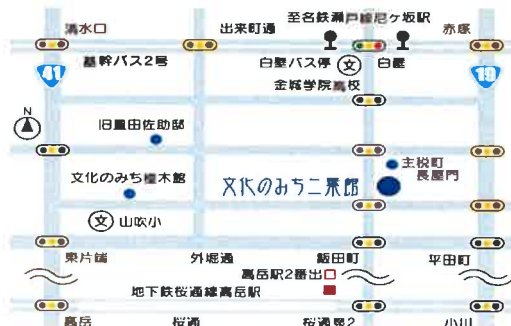 至名鉄瀬戸線尼ヶ坂駅
清水口
出来町通
赤塚
基幹バス2号
白壁バス停
文
白壁
金城学院高校
41
19
N
旧豊田佐助邸
主税町
長屋門
文化のみち橦木館
文化のみち二葉館
文
山吹小
東片端
外堀通
飯田町
平田町
高岳駅2番出口
地下鉄桜通線高岳駅
高岳
桜通
小川